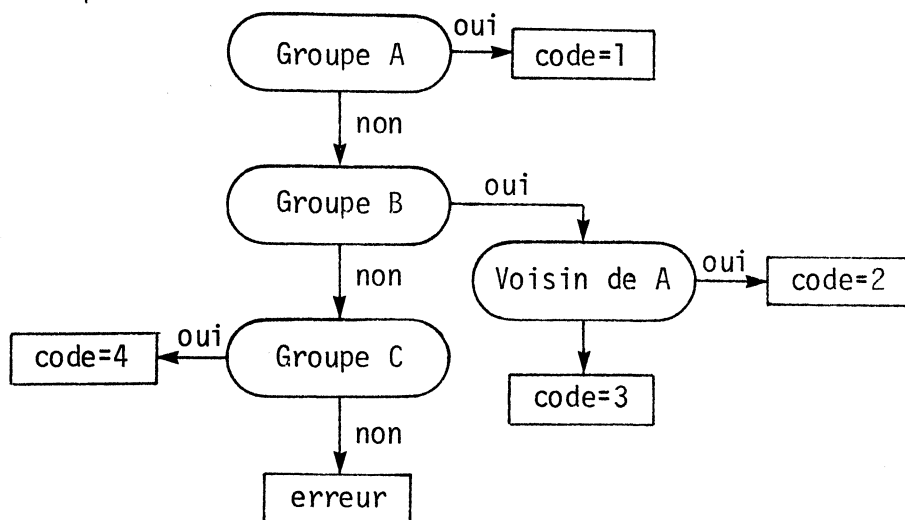 oui
Groupe A
code=1
non
Groupe B
oui
non
Voisin de A
oui
code=2
code=4
oui
Groupe C
code=3
non
erreur